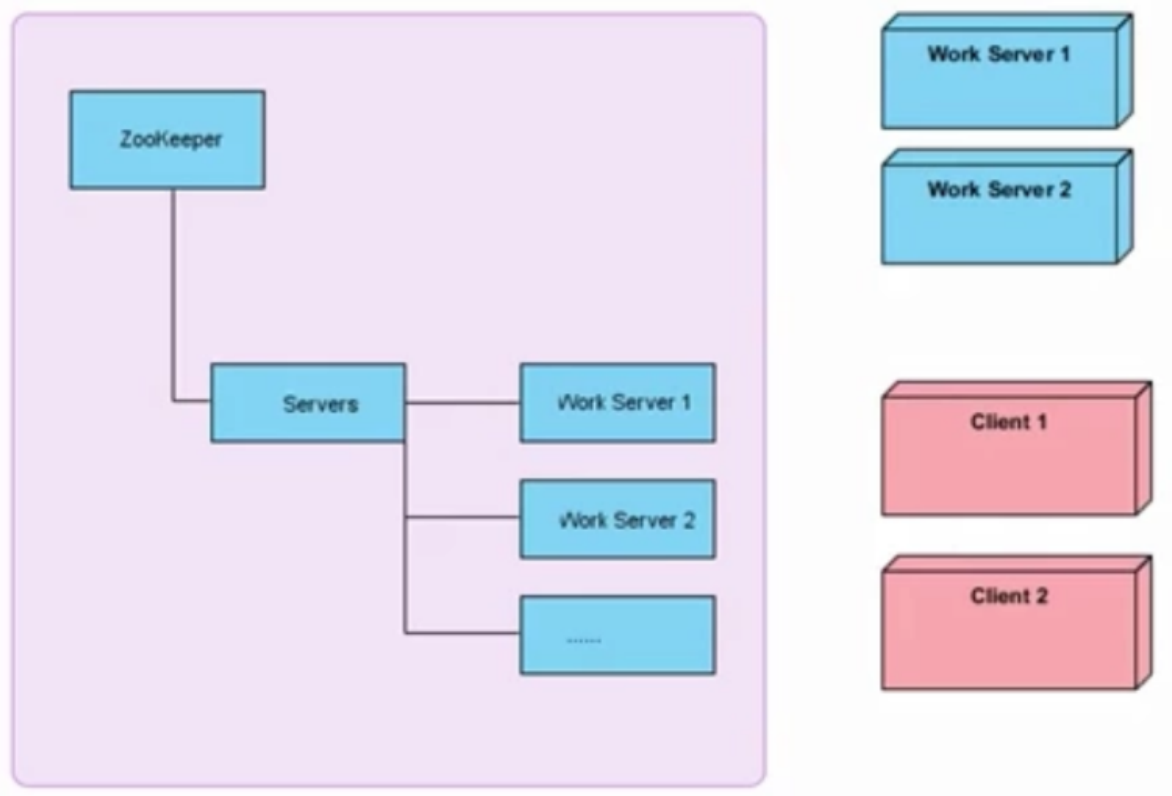 ZooKeeper
Servers
Work Server 1
Work Server 2
......
Work Server 1
Work Server 2
Client 1
Client 2